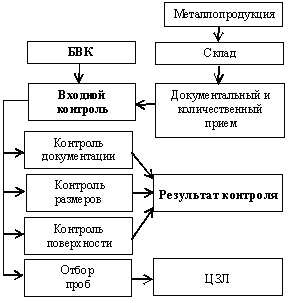 Металлопродукция
БВК
Склад
Входной
контроль
Документальный и
количественный
прием
Контроль
документации
Контроль
размеров
Результат контроля
Контроль
поверхности
Отбор
проб
ЦЗЛ